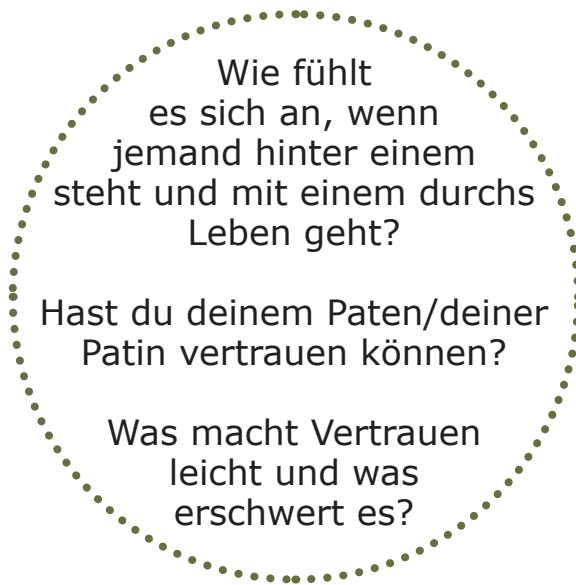 Wie fühlt
es sich an, wenn
jemand hinter einem
steht und mit einem durchs
Leben geht?
Hast du deinem Paten/deiner
Patin vertrauen können?
Was macht Vertrauen
leicht und was
erschwert es?